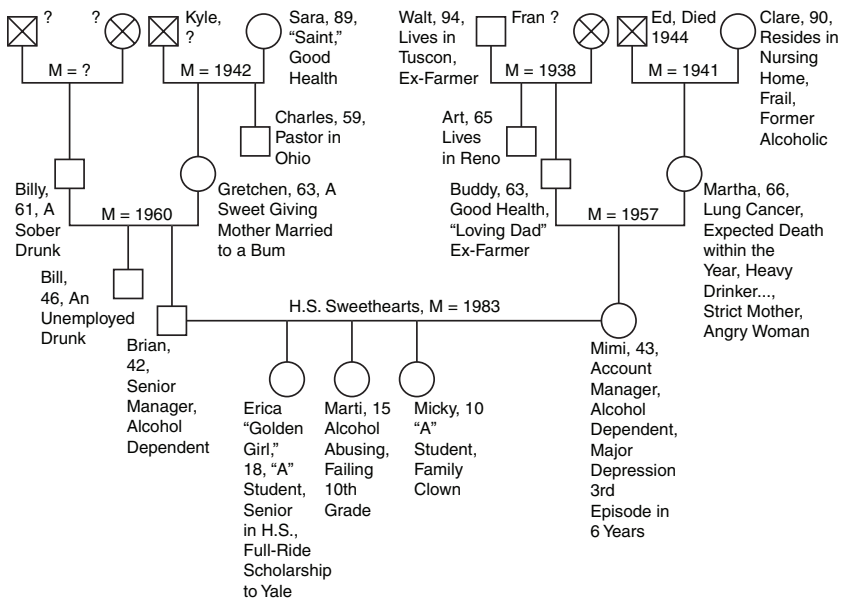 ?
?
Kyle,
?
Sara, 89,
“Saint,”
Good
Health
Walt, 94,
Lives in
Tuscon,
Ex-Farmer
Fran ?
Ed, Died
1944
Clare, 90,
Resides in
Nursing
Home,
Frail,
Former
Alcoholic
M = ?
M = 1942
M = 1938
M = 1941
Charles, 59,
Pastor in
Ohio
Art, 65
Lives
in Reno
Billy,
61, A
Sober
Drunk
M = 1960
Gretchen, 63, A
Sweet Giving
Mother Married
to a Bum
Buddy, 63,
Good Health,
“Loving Dad”
Ex-Farmer
M = 1957
Martha, 66,
Lung Cancer,
Expected Death
within the
Year, Heavy
Drinker...,
Strict Mother,
Angry Woman
Bill,
46, An
Unemployed
Drunk
H.S. Sweethearts, M = 1983
Brian,
42,
Senior
Manager,
Alcohol
Dependent
Erica
“Golden
Girl,”
18, “A”
Student,
Senior
in H.S.,
Full-Ride
Scholarship
to Yale
Marti, 15
Alcohol
Abusing,
Failing
10th
Grade
Micky, 10
“A”
Student,
Family
Clown
Mimi, 43,
Account
Manager,
Alcohol
Dependent,
Major
Depression
3rd
Episode in
6 Years